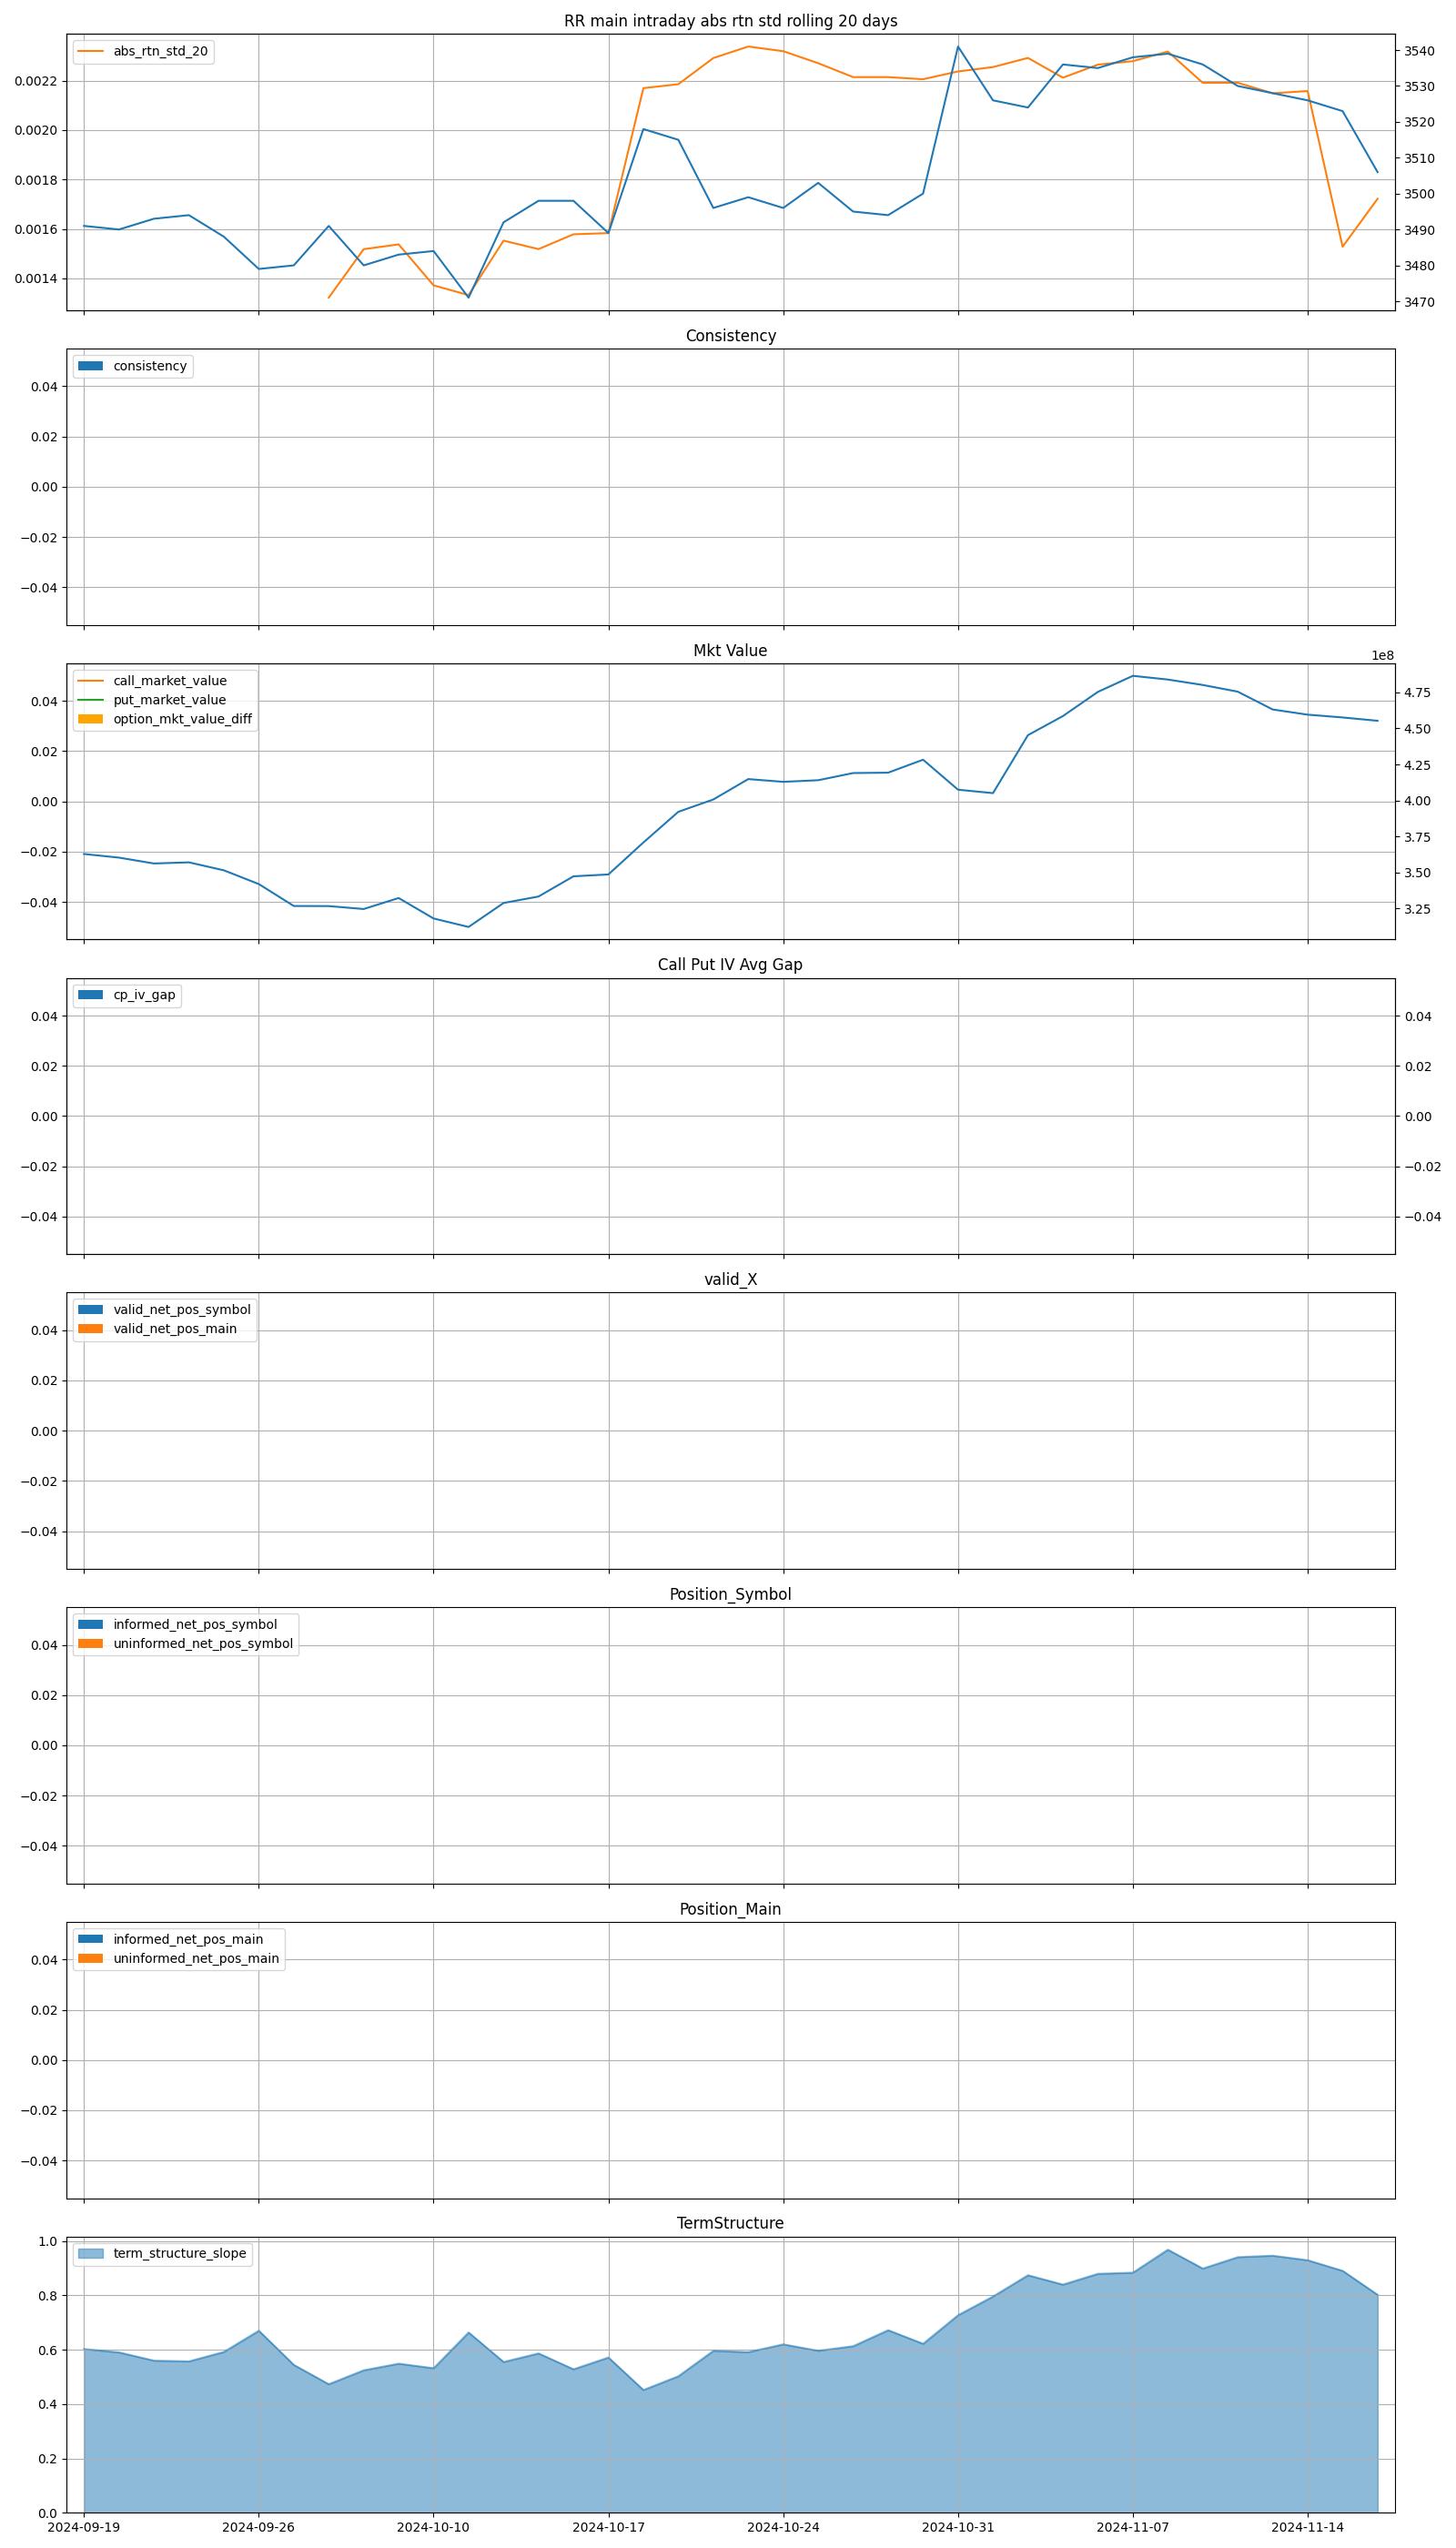 RR main intraday abs rtn std rolling 20 days
abs_rtn_std_20
0.0022
0.0020
0.0018
0.0016
0.0014
3540
3530
3520
3510
3500
3490
3480
3470
Consistency
consistency
0.04
0.02
0.00
−0.02
−0.04
Mkt Value
1e8
call_market_value
put_market_value
option_mkt_value_diff
0.04
0.02
0.00
−0.02
−0.04
4.75
4.50
4.25
4.00
3.75
3.50
3.25
Call Put IV Avg Gap
cp_iv_gap
0.04
0.02
0.00
−0.02
−0.04
0.04
0.02
0.00
−0.02
−0.04
valid_X
valid_net_pos_symbol
valid_net_pos_main
0.04
0.02
0.00
−0.02
−0.04
Position_Symbol
informed_net_pos_symbol
uninformed_net_pos_symbol
0.04
0.02
0.00
−0.02
−0.04
Position_Main
informed_net_pos_main
uninformed_net_pos_main
0.04
0.02
0.00
−0.02
−0.04
TermStructure
term_structure_slope
1.0
0.8
0.6
0.4
0.2
0.0
2024-09-19 2024-09-26 2024-10-10 2024-10-17 2024-10-24 2024-10-31 2024-11-07 2024-11-14